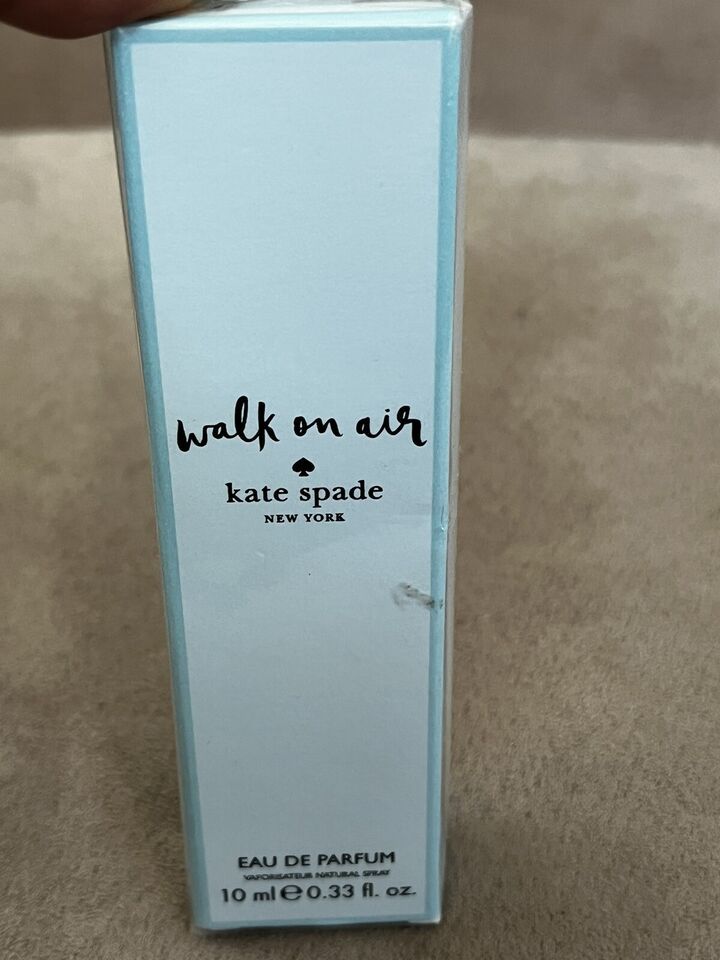 walk on air
kate spade
NEW YORK
EAU DE PARFUM
VAPORISATEUR NATURAL SPRAY
10 ml ℮ 0.33 fl. oz.